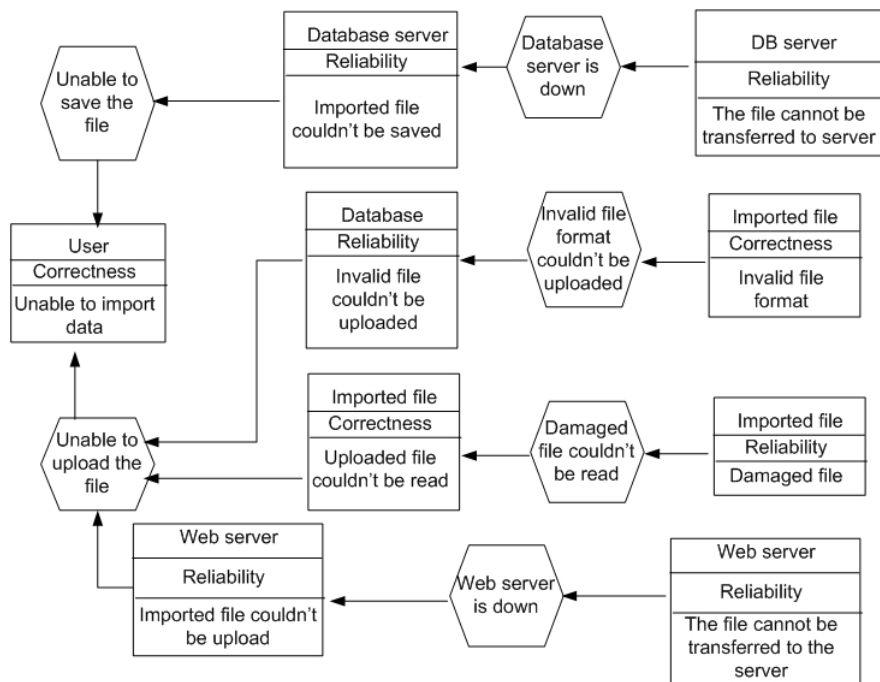 Unable to
save the
file
Database server
Reliability
Imported file
couldn't be saved
Database
server is
down
DB server
Reliability
The file cannot be
transferred to server
User
Correctness
Unable to import
data
Database
Reliability
Invalid file
couldn't be
uploaded
Invalid file
format
couldn't be
uploaded
Imported file
Correctness
Invalid file
format
Unable to
upload the
file
Imported file
Correctness
Uploaded file
couldn't be read
Damaged
file couldn't
be read
Imported file
Reliability
Damaged file
Web server
Reliability
Imported file couldn't
be upload
Web server
is down
Web server
Reliability
The file cannot be
transferred to the
server